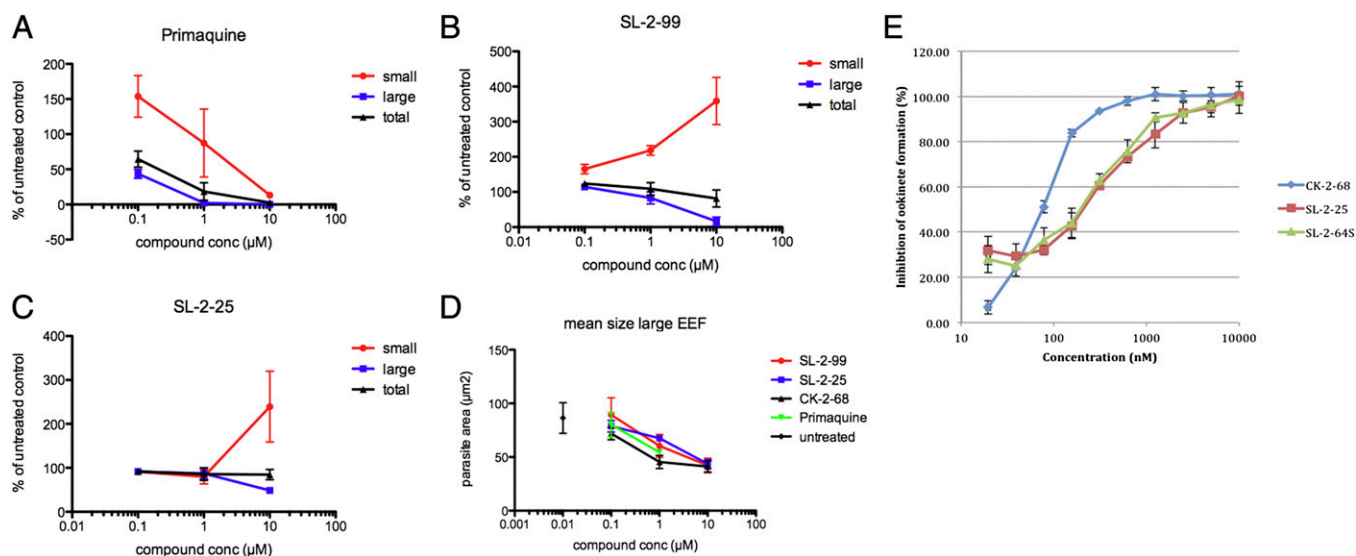 A
Primaquine
% of untreated control
200
150
100
50
0
-50
0.1
1
10
100
compound conc (µM)
small
large
total
B
SL-2-99
% of untreated control
500
400
300
200
100
0
0.01
0.1
1
10
100
compound conc (µM)
small
large
total
C
SL-2-25
% of untreated control
400
300
200
100
0
0.01
0.1
1
10
100
compound conc (µM)
small
large
total
D
mean size large EEF
parasite area (µm2)
150
100
50
0
0.001
0.01
0.1
1
10
100
compound conc (µM)
SL-2-99
SL-2-25
CK-2-68
Primaquine
untreated
E
Inihibition of ookinete formation (%)
120.00
100.00
80.00
60.00
40.00
20.00
0.00
10
100
1000
10000
Concentration (nM)
CK-2-68
SL-2-25
SL-2-64S